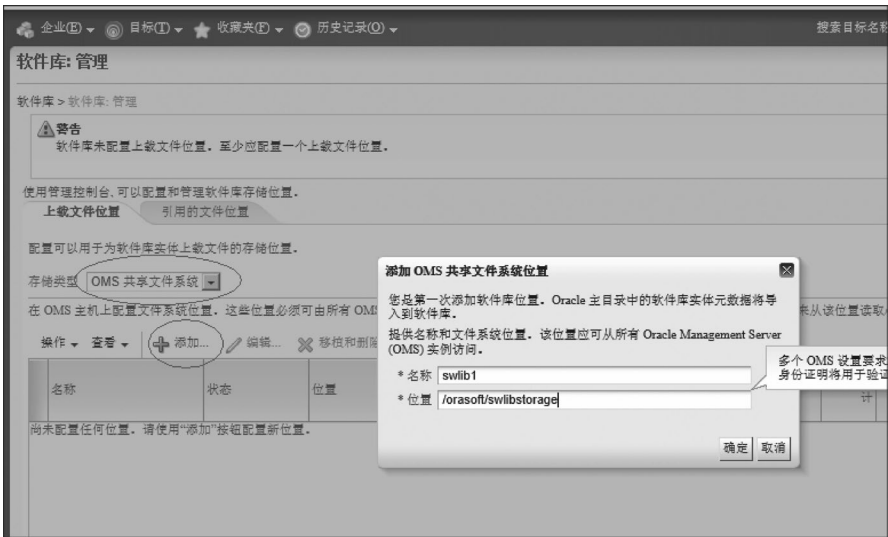 企业(E) 目标(T) 收藏夹(F) 历史记录(O) 搜索目标名称
软件库: 管理
软件库 > 软件库: 管理
警告
软件库未配置上载文件位置。至少应配置一个上载文件位置。
使用管理控制台, 可以配置和管理软件库存储位置。
上载文件位置 引用的文件位置
配置可以用于为软件库实体上载文件的存储位置。
存储类型 OMS 共享文件系统
在 OMS 主机上配置文件系统位置。这些位置必须可由所有 OM
来从该位置读取
操作 查看 添加... 编辑... 移植和删除
名称 状态 位置
计
尚未配置任何位置。请使用“添加”按钮配置新位置。
添加 OMS 共享文件系统位置
您是第一次添加软件库位置。Oracle 主目录中的软件库实体元数据将导
入到软件库。
提供名称和文件系统位置。该位置应可从所有 Oracle Management Server
(OMS) 实例访问。
* 名称 swlib1
* 位置 /orasoft/swlibstorage
多个 OMS 设置要求
身份证明将用于验证
确定 取消